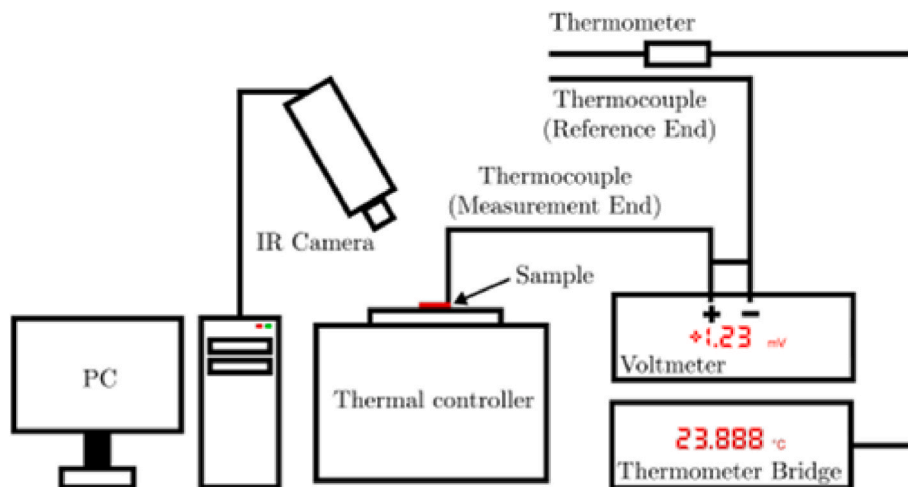 Thermometer
Thermocouple
(Reference End)
Thermocouple
(Measurement End)
IR Camera
Sample
+ −
+1.23 mV
Voltmeter
PC
Thermal controller
23.888 °C
Thermometer Bridge